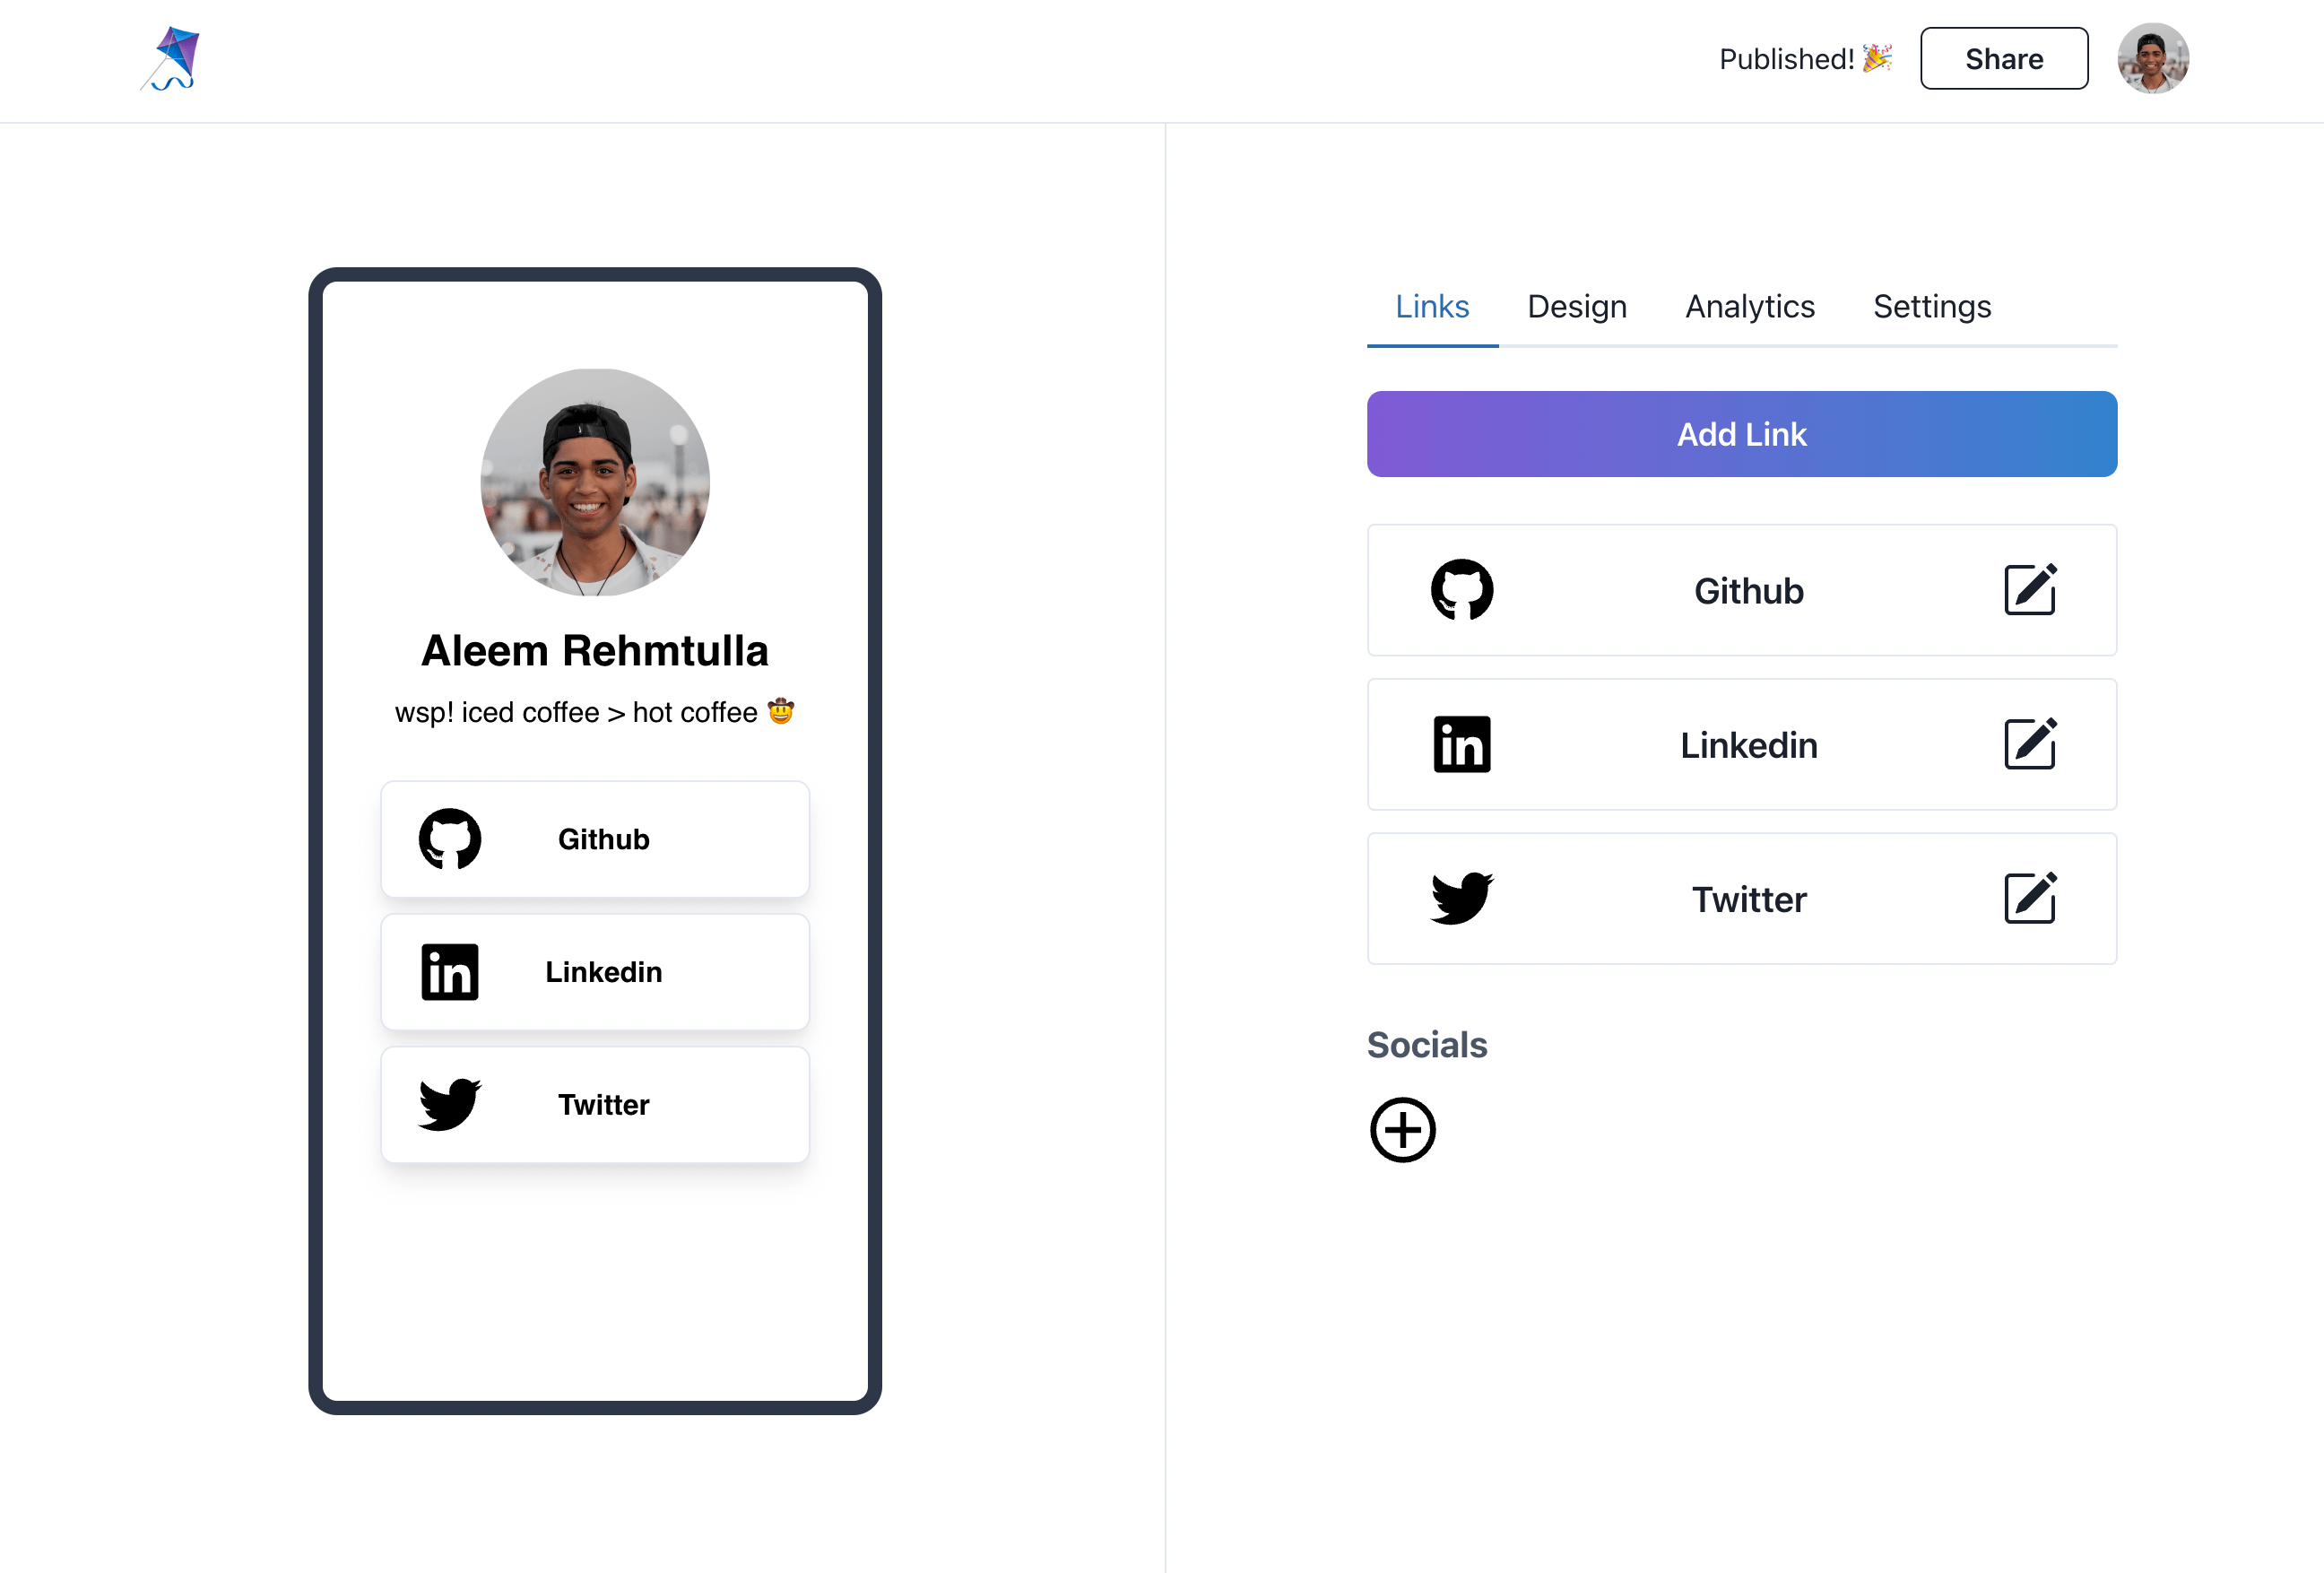 Published! 🎉
Share
Aleem Rehmtulla
wsp! iced coffee > hot coffee 🤠
Github
Linkedin
Twitter
Links
Design
Analytics
Settings
Add Link
Github
Linkedin
Twitter
Socials